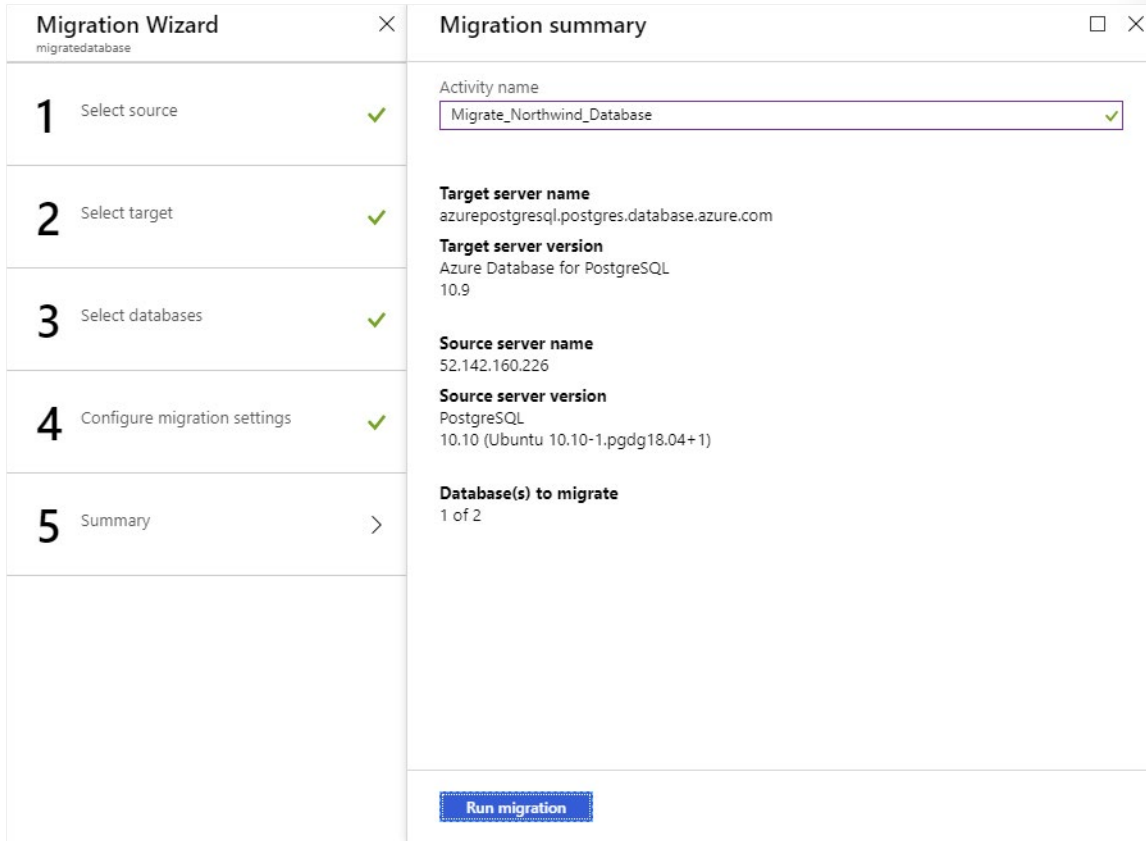 Migration Wizard
migratedatabase
1 Select source
2 Select target
3 Select databases
4 Configure migration settings
5 Summary
Migration summary
Activity name
Migrate_Northwind_Database
Target server name
azurepostgresql.postgres.database.azure.com
Target server version
Azure Database for PostgreSQL
10.9
Source server name
52.142.160.226
Source server version
PostgreSQL
10.10 (Ubuntu 10.10-1.pgdg18.04+1)
Database(s) to migrate
1 of 2
Run migration